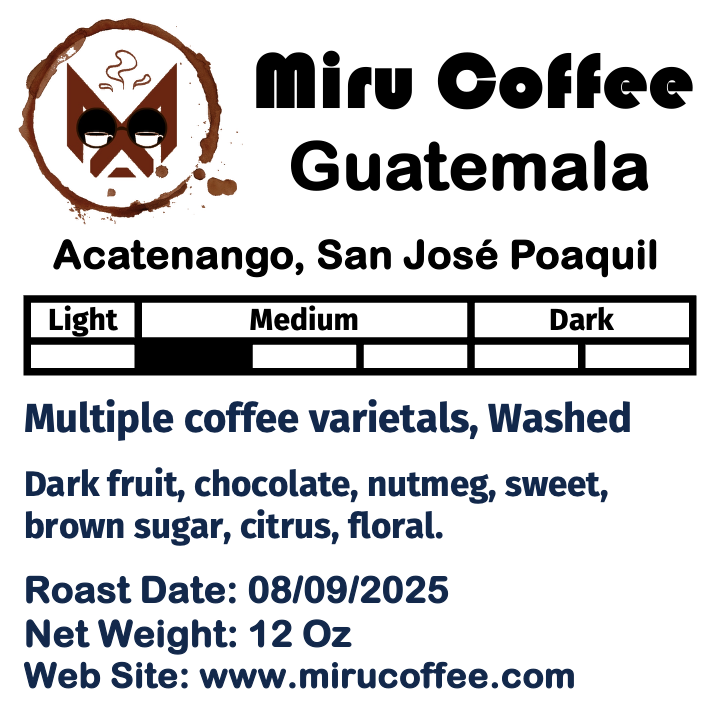 Miru Coffee
Guatemala
Acatenango, San José Poaquil
Light Medium Dark
Multiple coffee varietals, Washed
Dark fruit, chocolate, nutmeg, sweet,
brown sugar, citrus, floral.
Roast Date: 08/09/2025
Net Weight: 12 Oz
Web Site: www.mirucoffee.com